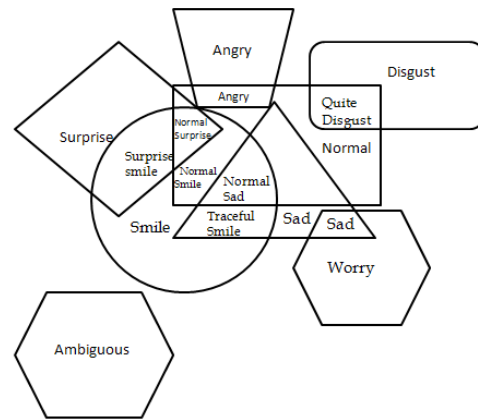 Angry
Disgust
Angry
Quite
Disgust
Normal
Surprise
Surprise
Normal
Surprise
smile
Normal
Smile
Normal
Sad
Smile
Traceful
Smile
Sad
Sad
Worry
Ambiguous